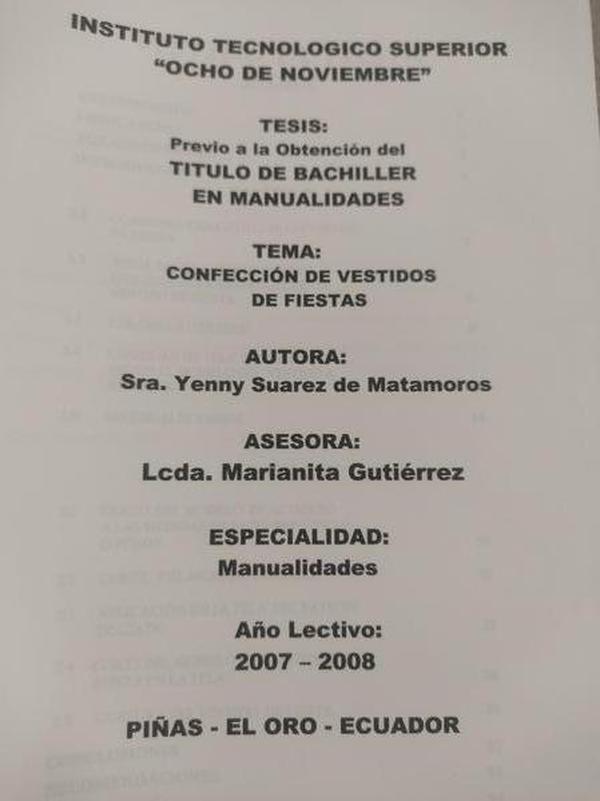 INSTITUTO TECNOLOGICO SUPERIOR
“OCHO DE NOVIEMBRE”
TESIS:
Previo a la Obtención del
TITULO DE BACHILLER
EN MANUALIDADES
TEMA:
CONFECCIÓN DE VESTIDOS
DE FIESTAS
AUTORA:
Sra. Yenny Suarez de Matamoros
ASESORA:
Lcda. Marianita Gutiérrez
ESPECIALIDAD:
Manualidades
Año Lectivo:
2007 – 2008
PIÑAS - EL ORO - ECUADOR